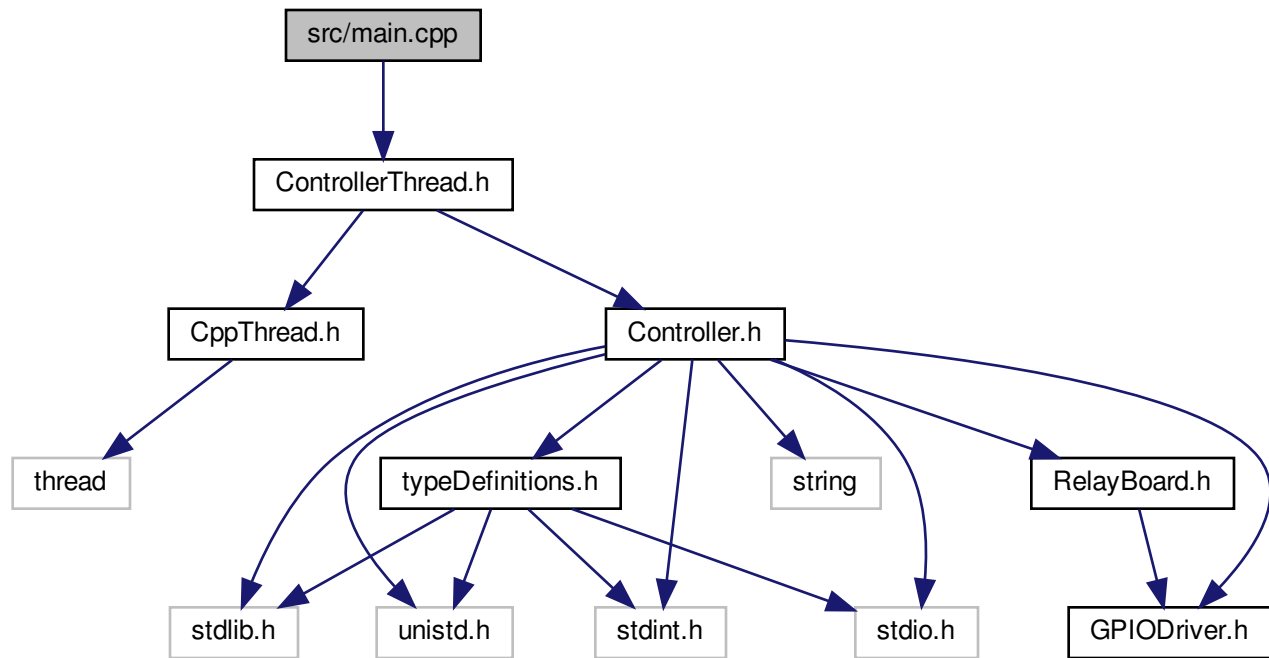 src/main.cpp
ControllerThread.h
CppThread.h
Controller.h
thread
typeDefinitions.h
string
RelayBoard.h
stdlib.h
unistd.h
stdint.h
stdio.h
GPIODriver.h